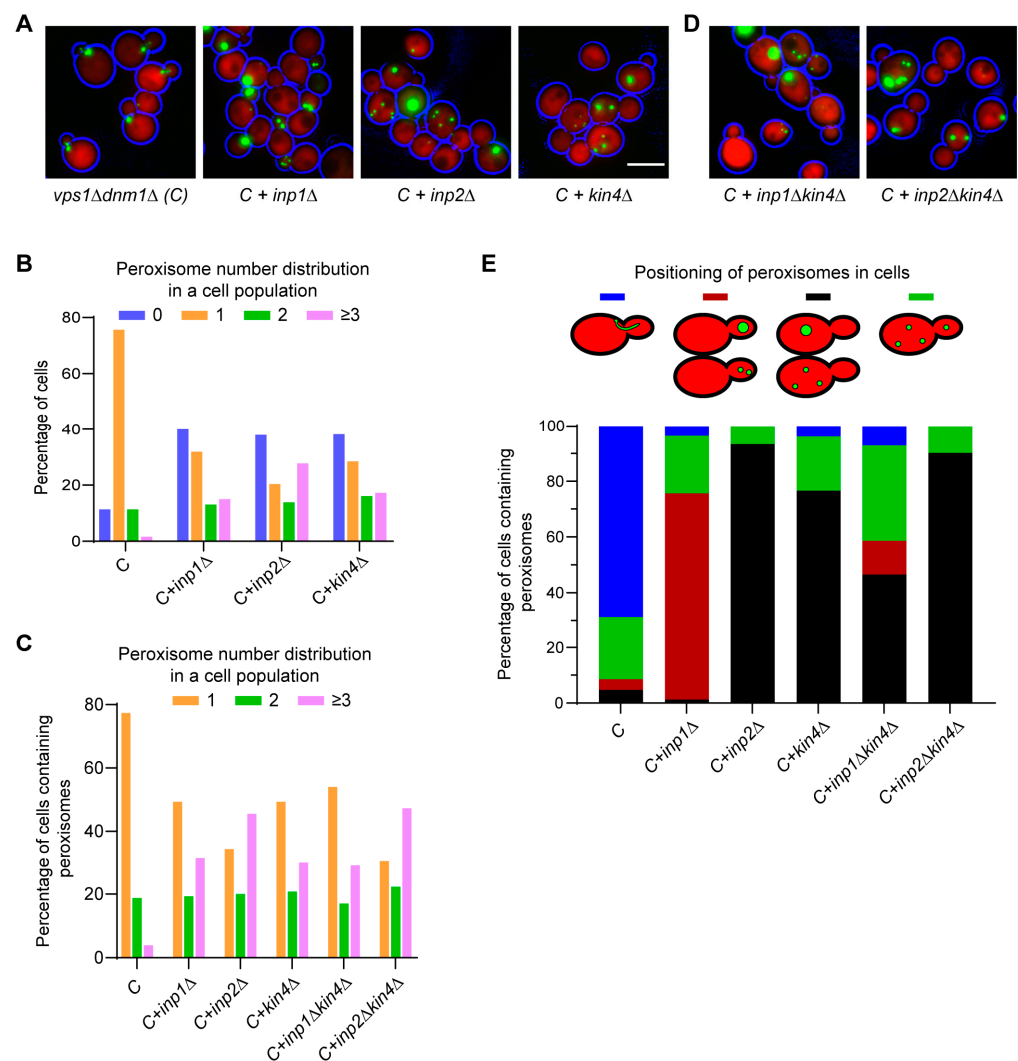 A
vps1Δdnm1Δ (C)
C + inp1Δ
C + inp2Δ
C + kin4Δ
D
C + inp1Δkin4Δ
C + inp2Δkin4Δ
B
Peroxisome number distribution
in a cell population
0 1 2 ≥3
Percentage of cells
80
60
40
20
0
C
C+inp1Δ
C+inp2Δ
C+kin4Δ
C
Peroxisome number distribution
in a cell population
1 2 ≥3
Percentage of cells containing
peroxisomes
80
60
40
20
0
C
C+inp1Δ
C+inp2Δ
C+kin4Δ
C+inp1Δkin4Δ
C+inp2Δkin4Δ
E
Positioning of peroxisomes in cells
Percentage of cells containing
peroxisomes
100
80
60
40
20
0
C
C+inp1Δ
C+inp2Δ
C+kin4Δ
C+inp1Δkin4Δ
C+inp2Δkin4Δ